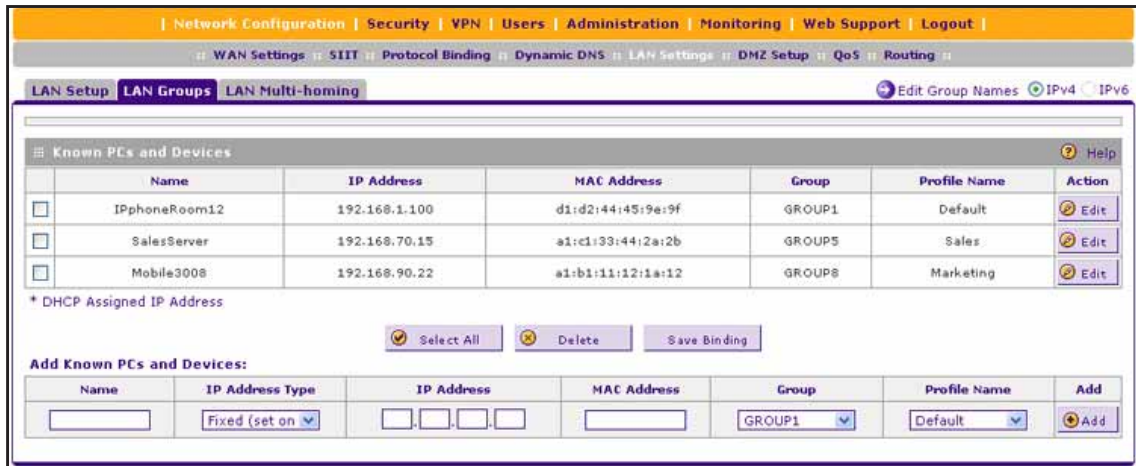 | Network Configuration | Security | VPN | Users | Administration | Monitoring | Web Support | Logout |
:: WAN Settings :: SIIT :: Protocol Binding :: Dynamic DNS :: LAN Settings :: DMZ Setup :: QoS :: Routing ::
LAN Setup LAN Groups LAN Multi-homing Edit Group Names IPv4 IPv6
Known PCs and Devices Help
Name IP Address MAC Address Group Profile Name Action
IPphoneRoom12 192.168.1.100 d1:d2:44:45:9e:9f GROUP1 Default Edit
SalesServer 192.168.70.15 a1:c1:33:44:2a:2b GROUP5 Sales Edit
Mobile3008 192.168.90.22 a1:b1:11:12:1a:12 GROUP8 Marketing Edit
* DHCP Assigned IP Address
Select All Delete Save Binding
Add Known PCs and Devices:
Name IP Address Type IP Address MAC Address Group Profile Name Add
Fixed (set on . . . GROUP1 Default Add